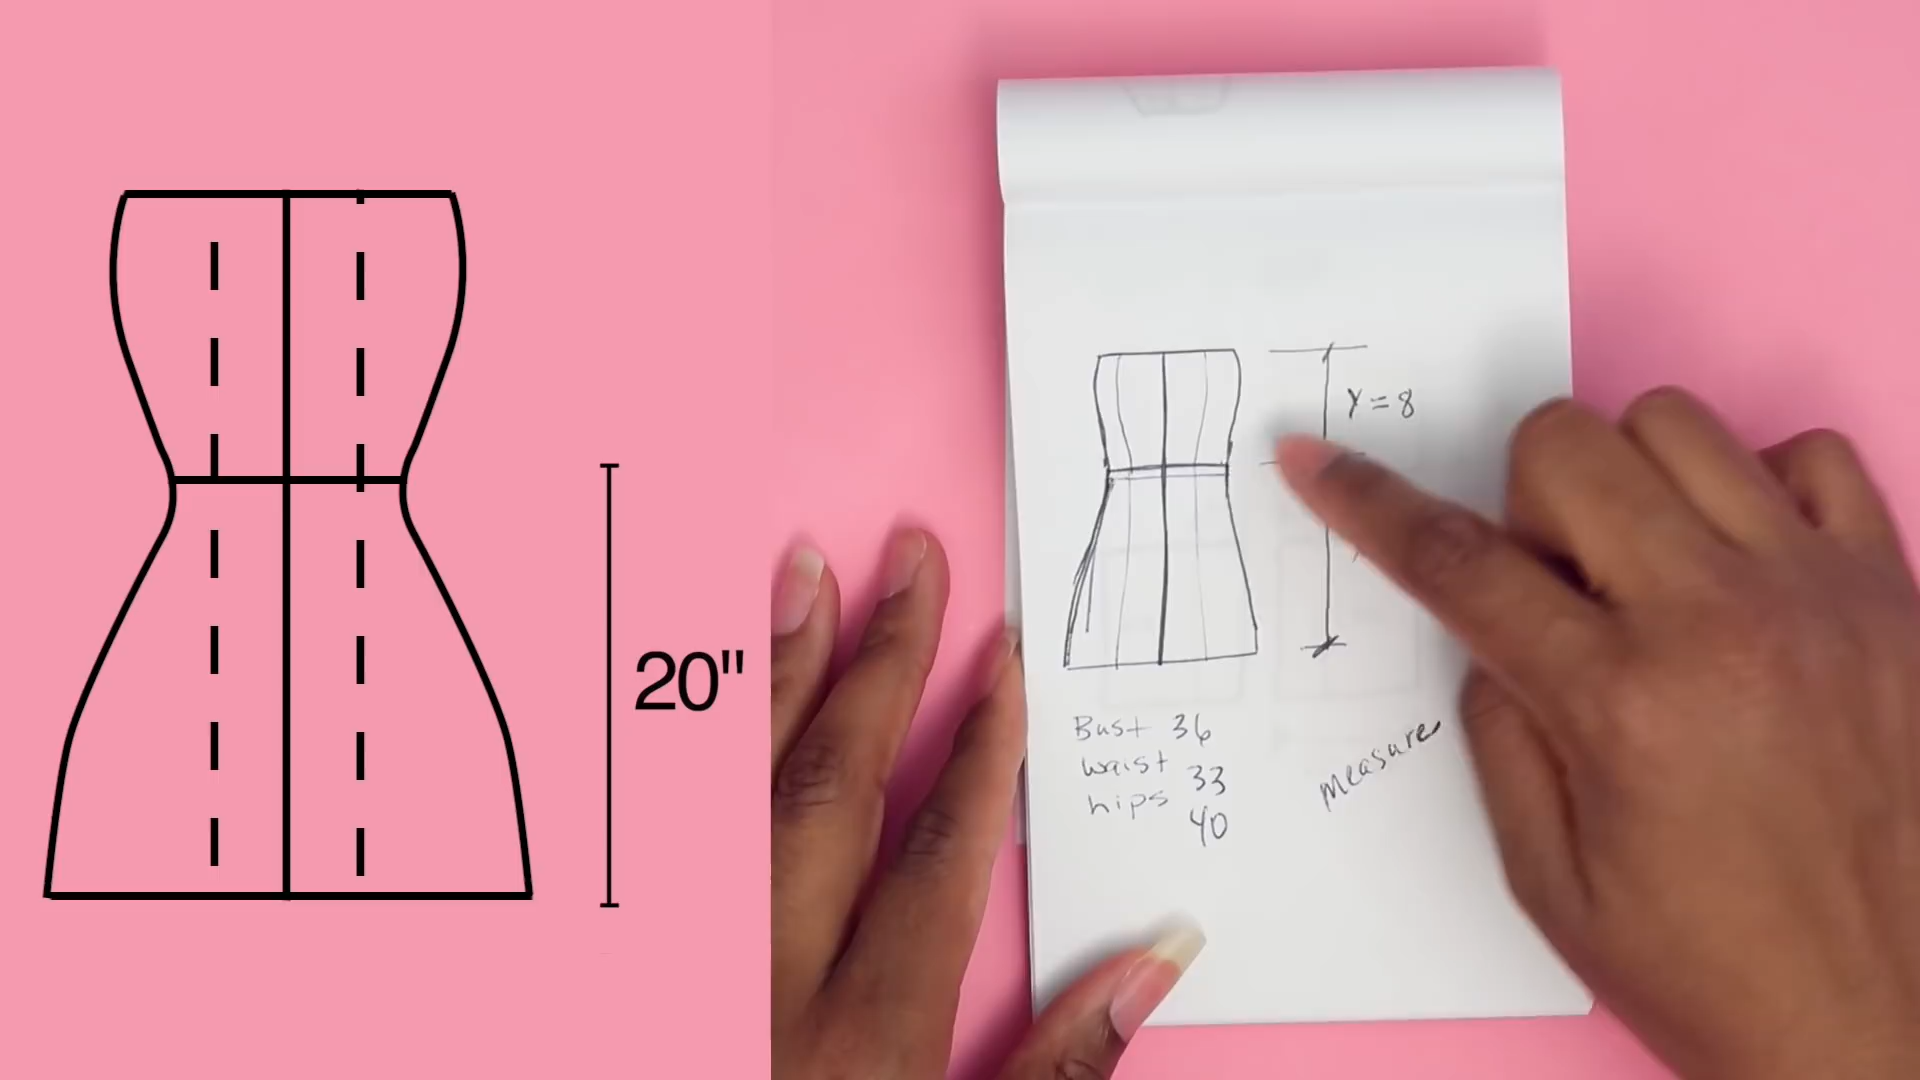 20"
Y = 8
Bust 36
waist 33
hips 40
measure